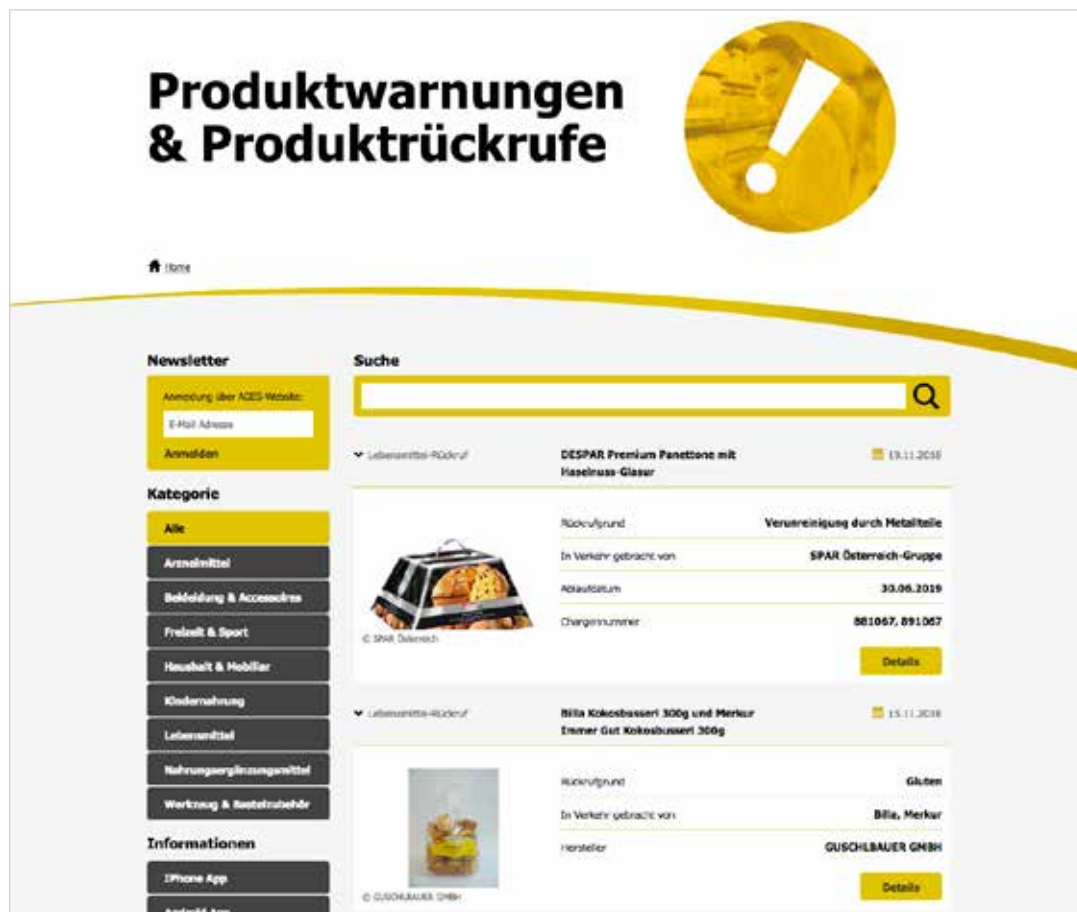 Produktwarnungen
& Produktrückrufe
Home
Newsletter
Anmeldung über AGES-Website:
E-Mail Adresse
Anmelden
Kategorie
Alle
Arzneimittel
Bekleidung & Accessoires
Freizeit & Sport
Haushalt & Mobiliar
Kindernahrung
Lebensmittel
Nahrungsergänzungsmittel
Werkzeug & Bastelzubehör
Informationen
IPhone App
Android App
Suche
Lebensmittel-Rückruf
DESPAR Premium Panettone mit
Haselnuss-Glasur
19.11.2018
Rückrufgrund
Verunreinigung durch Metallteile
In Verkehr gebracht von
SPAR Österreich-Gruppe
Ablaufdatum
30.06.2019
Chargennummer
881067, 891067
© SPAR Österreich
Details
Lebensmittel-Rückruf
Billa Kokosbusserl 300g und Merkur
Immer Gut Kokosbusserl 300g
15.11.2018
Rückrufgrund
Gluten
In Verkehr gebracht von
Billa, Merkur
Hersteller
GUSCHLBAUER GMBH
© GUSCHLBAUER GMBH
Details